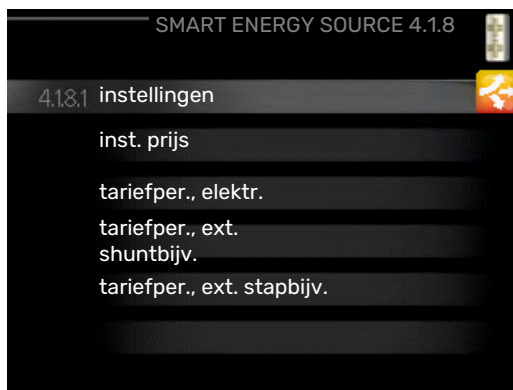 SMART ENERGY SOURCE 4.1.8
4.1.8.1 instellingen
inst. prijs
tariefper., elektr.
tariefper., ext.
shuntbijv.
tariefper., ext. stapbijv.